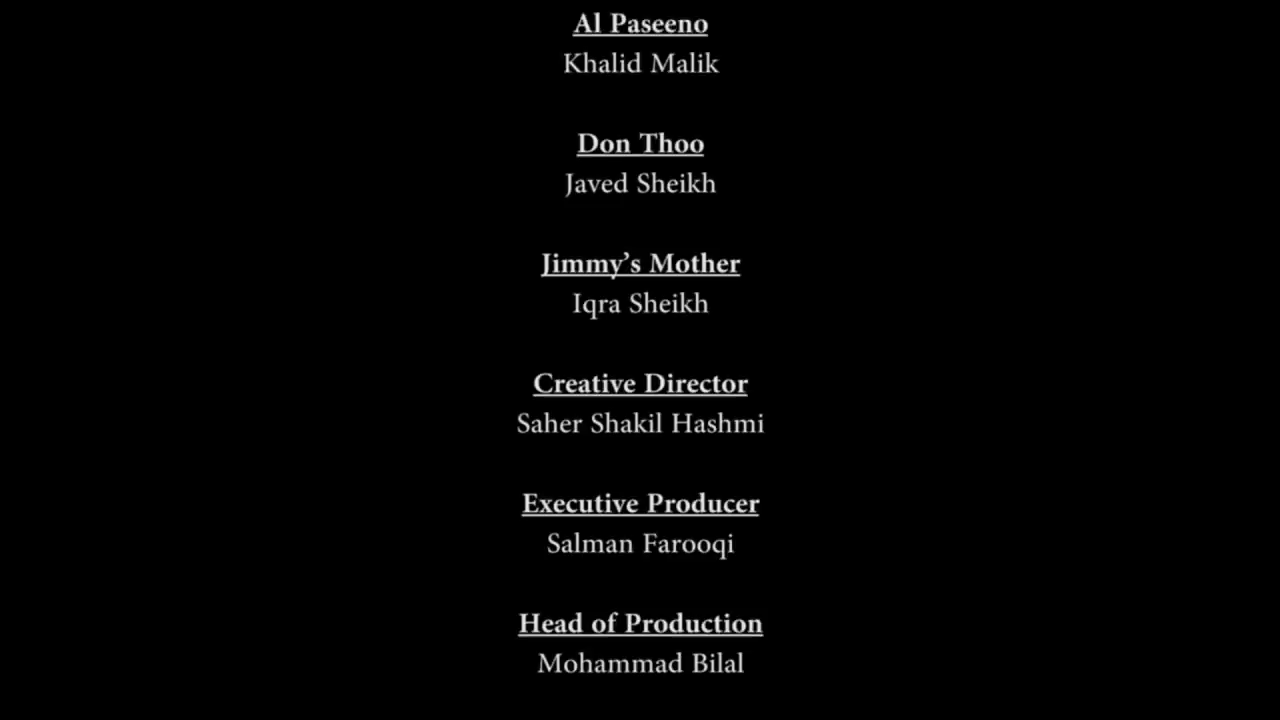 Al Paseeno
Khalid Malik
Don Thoo
Javed Sheikh
Jimmy's Mother
Iqra Sheikh
Creative Director
Saher Shakil Hashmi
Executive Producer
Salman Farooqi
Head of Production
Mohammad Bilal